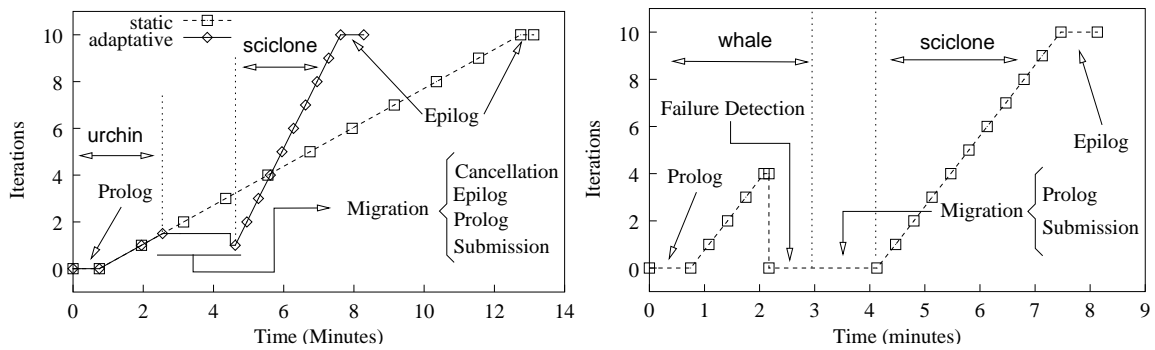 static
adaptative
sciclone
urchin
Prolog
Epilog
Migration
Cancellation
Epilog
Prolog
Submission
Iterations
0
2
4
6
8
10
0
2
4
6
8
10
12
14
Time (Minutes)
whale
sciclone
Failure Detection
Prolog
Epilog
Migration
Prolog
Submission
Iterations
0
2
4
6
8
10
0
1
2
3
4
5
6
7
8
9
Time (minutes)